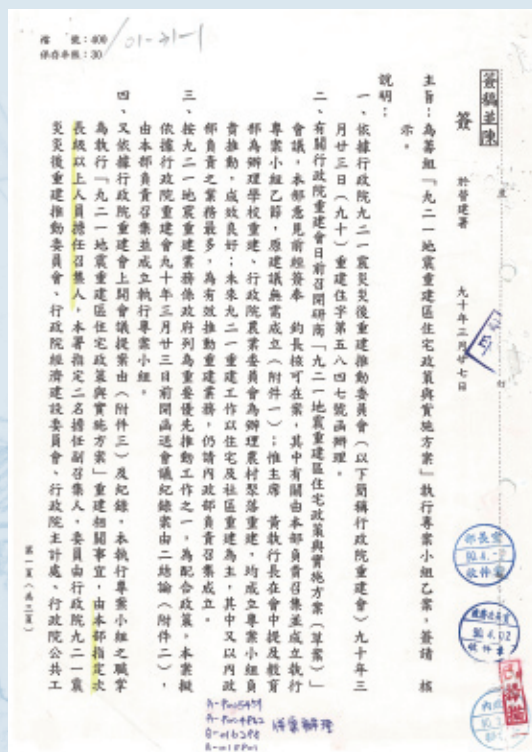 檔 號：400
保存年限：30
01-31-1
簽稿並陳
簽 於營建署 九十年三月廿七日
主旨：為籌組「九二一地震重建區住宅政策與實施方案」執行專案小組乙案，簽請 核
示。
說明：
一、依據行政院九二一震災災後重建推動委員會（以下簡稱行政院重建會）九十年三
月廿三日（九十）重建住字第五八四七號函辦理。
二、有關行政院重建會日前召開研商「九二一地震重建區住宅政策與實施方案（草案）」
會議，本部意見前經簽奉 鈞長核可在案，其中有關由本部負責召集並成立執行
專案小組乙節，原建議無需成立（附件一）；惟主席 黃執行長在會中提及教育
部為辦理學校重建、行政院農業委員會為辦理農村聚落重建，均成立專案小組負
責推動，成效良好；未來九二一重建工作以住宅及社區重建為主，其中又以內政
部負責之業務最多，為有效推動重建業務，仍請內政部負責召集成立。
三、按九二一地震重建業務係政府列為重要優先推動工作之一，為配合政策，本案擬
依據行政院重建會九十年三月廿三日前開函送會議紀錄案由二結論（附件二），
由本部負責召集並成立執行專案小組。
四、又依據行政院重建會上開會議提案由（附件三）及紀錄，本執行專案小組之職掌
為執行「九二一地震重建區住宅政策與實施方案」重建相關事宜，由本部指定次
長級以上人員擔任召集人，本署指定二名擔任副召集人，委員由行政院九二一震
災災後重建推動委員會、行政院經濟建設委員會、行政院主計處、行政院公共工
第一頁（共三頁）
部長室
90.4.-2
收件章
90.4.02
收件章